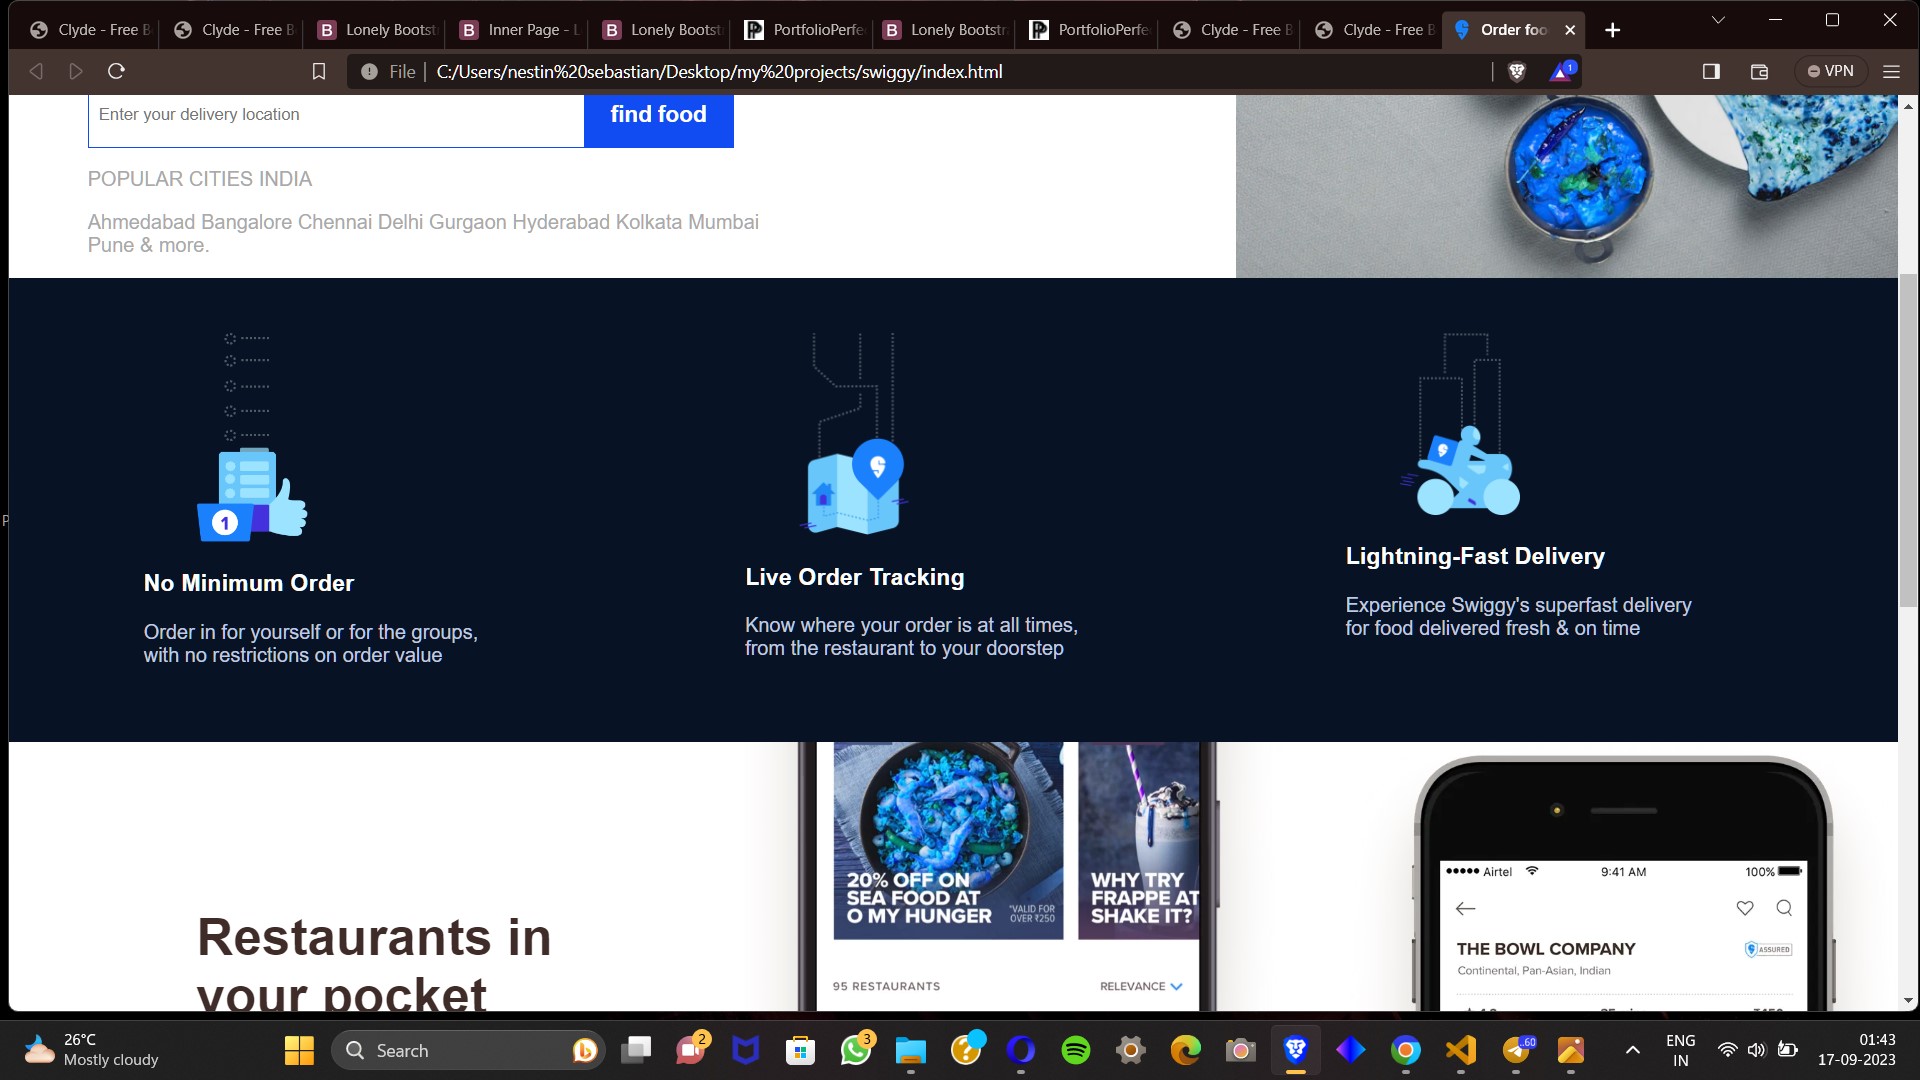 Clyde - Free B
Clyde - Free B
Lonely Bootst
Inner Page - L
Lonely Bootst
PortfolioPerfe
Lonely Bootstr
PortfolioPerfe
Clyde - Free B
Clyde - Free B
Order foo
File
C:/Users/nestin%20sebastian/Desktop/my%20projects/swiggy/index.html
1
VPN
Enter your delivery location
find food
POPULAR CITIES INDIA
Ahmedabad Bangalore Chennai Delhi Gurgaon Hyderabad Kolkata Mumbai
Pune & more.
1
No Minimum Order
Order in for yourself or for the groups,
with no restrictions on order value
Live Order Tracking
Know where your order is at all times,
from the restaurant to your doorstep
Lightning-Fast Delivery
Experience Swiggy's superfast delivery
for food delivered fresh & on time
Restaurants in
your pocket
20% OFF ON
SEA FOOD AT
O MY HUNGER
*VALID FOR
OVER ₹250
WHY TRY
FRAPPE AT
SHAKE IT?
95 RESTAURANTS
RELEVANCE
Airtel
9:41 AM
100%
THE BOWL COMPANY
ASSURED
Continental, Pan-Asian, Indian
26°C
Mostly cloudy
Search
2
3
60
ENG
IN
01:43
17-09-2023